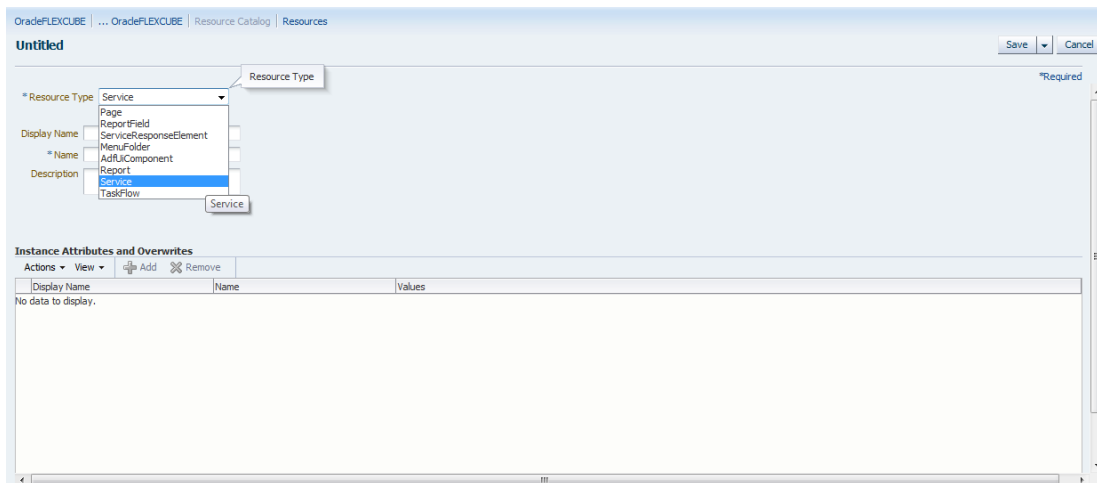 OracleFLEXCUBE | ... OracleFLEXCUBE | Resource Catalog | Resources
Untitled
Save Cancel
Resource Type
*Required
* Resource Type Service
Page
ReportField
ServiceResponseElement
MenuFolder
AdfUiComponent
Report
Service
TaskFlow
Display Name
* Name
Description
Service
Instance Attributes and Overwrites
Actions View Add Remove
Display Name Name Values
No data to display.